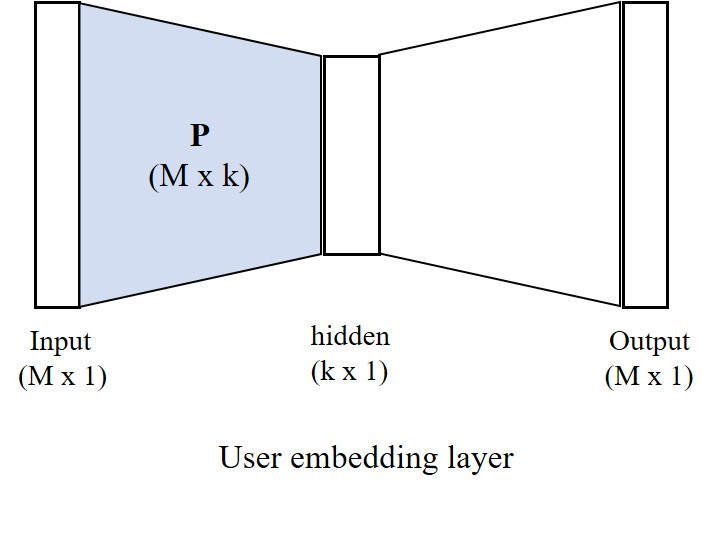 P
(M x k)
Input
(M x 1)
hidden
(k x 1)
Output
(M x 1)
User embedding layer